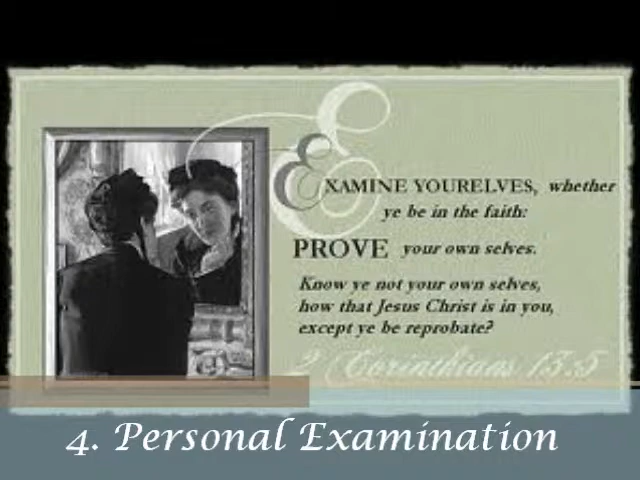 EXAMINE YOURELVES, whether
ye be in the faith:
PROVE your own selves.
Know ye not your own selves,
how that Jesus Christ is in you,
except ye be reprobate?
2 Corinthians 13:5
4. Personal Examination